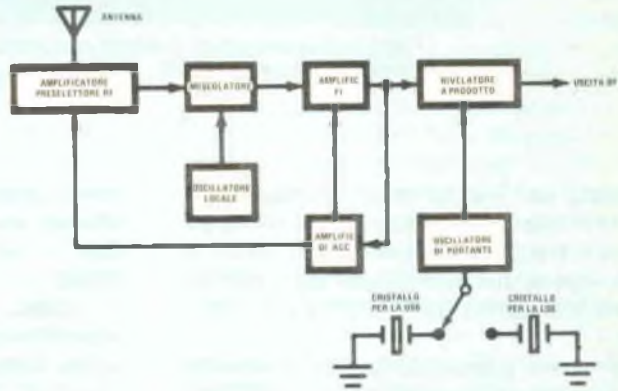 ANTENNA
AMPLIFICATORE
PRESELETTORE RF
MESCOLATORE
AMPLIFIC
FI
RIVELATORE
A PRODOTTO
USCITA BF
OSCILLATORE
LOCALE
AMPLIFIC
DI AGC
OSCILLATORE
DI PORTANTE
CRISTALLO
PER LA USB
CRISTALLO
PER LA LSB